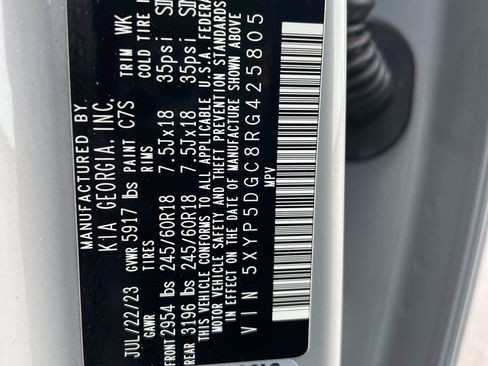 MANUFACTURED BY
KIA GEORGIA, INC.
JUL/22/23 TRIM WK
GVWR 5917 lbs PAINT C7S
GAWR TIRES RIMS COLD TIRE
FRONT 2954 lbs 245/60R18 7.5Jx18 35psi
REAR 3196 lbs 245/60R18 7.5Jx18 35psi
THIS VEHICLE CONFORMS TO ALL APPLICABLE U.S.A. FEDERAL
MOTOR VEHICLE SAFETY AND THEFT PREVENTION STANDARDS
IN EFFECT ON THE DATE OF MANUFACTURE SHOWN ABOVE
VIN 5XYP5DGC8RG425805
MPV